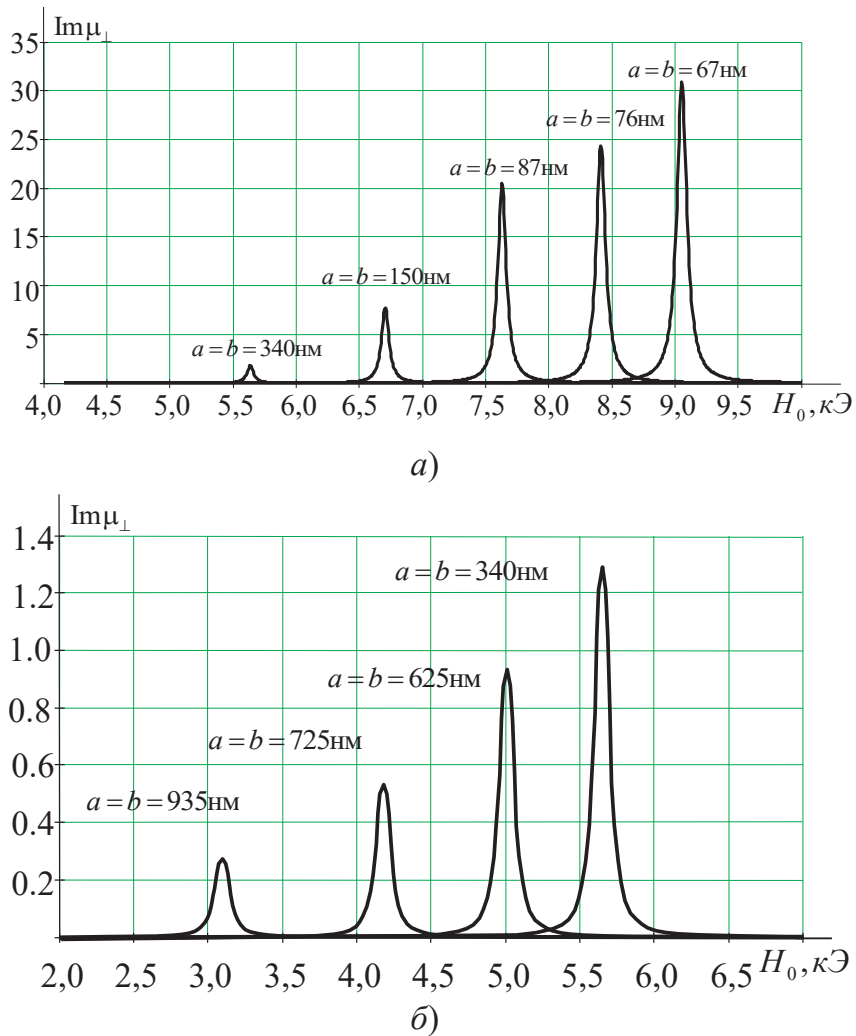 Imμ⊥
35
a = b = 67нм
30
a = b = 76нм
25
a = b = 87нм
20
15
a = b = 150нм
10
a = b = 340нм
5
4,0 4,5 5,0 5,5 6,0 6,5 7,0 7,5 8,0 8,5 9,0 9,5 H₀, кЭ
а)
Imμ⊥
1.4
a = b = 340нм
1.2
1.0
a = b = 625нм
0.8
a = b = 725нм
0.6
a = b = 935нм
0.4
0.2
2,0 2,5 3,0 3,5 4,0 4,5 5,0 5,5 6,0 6,5 H₀, кЭ
б)